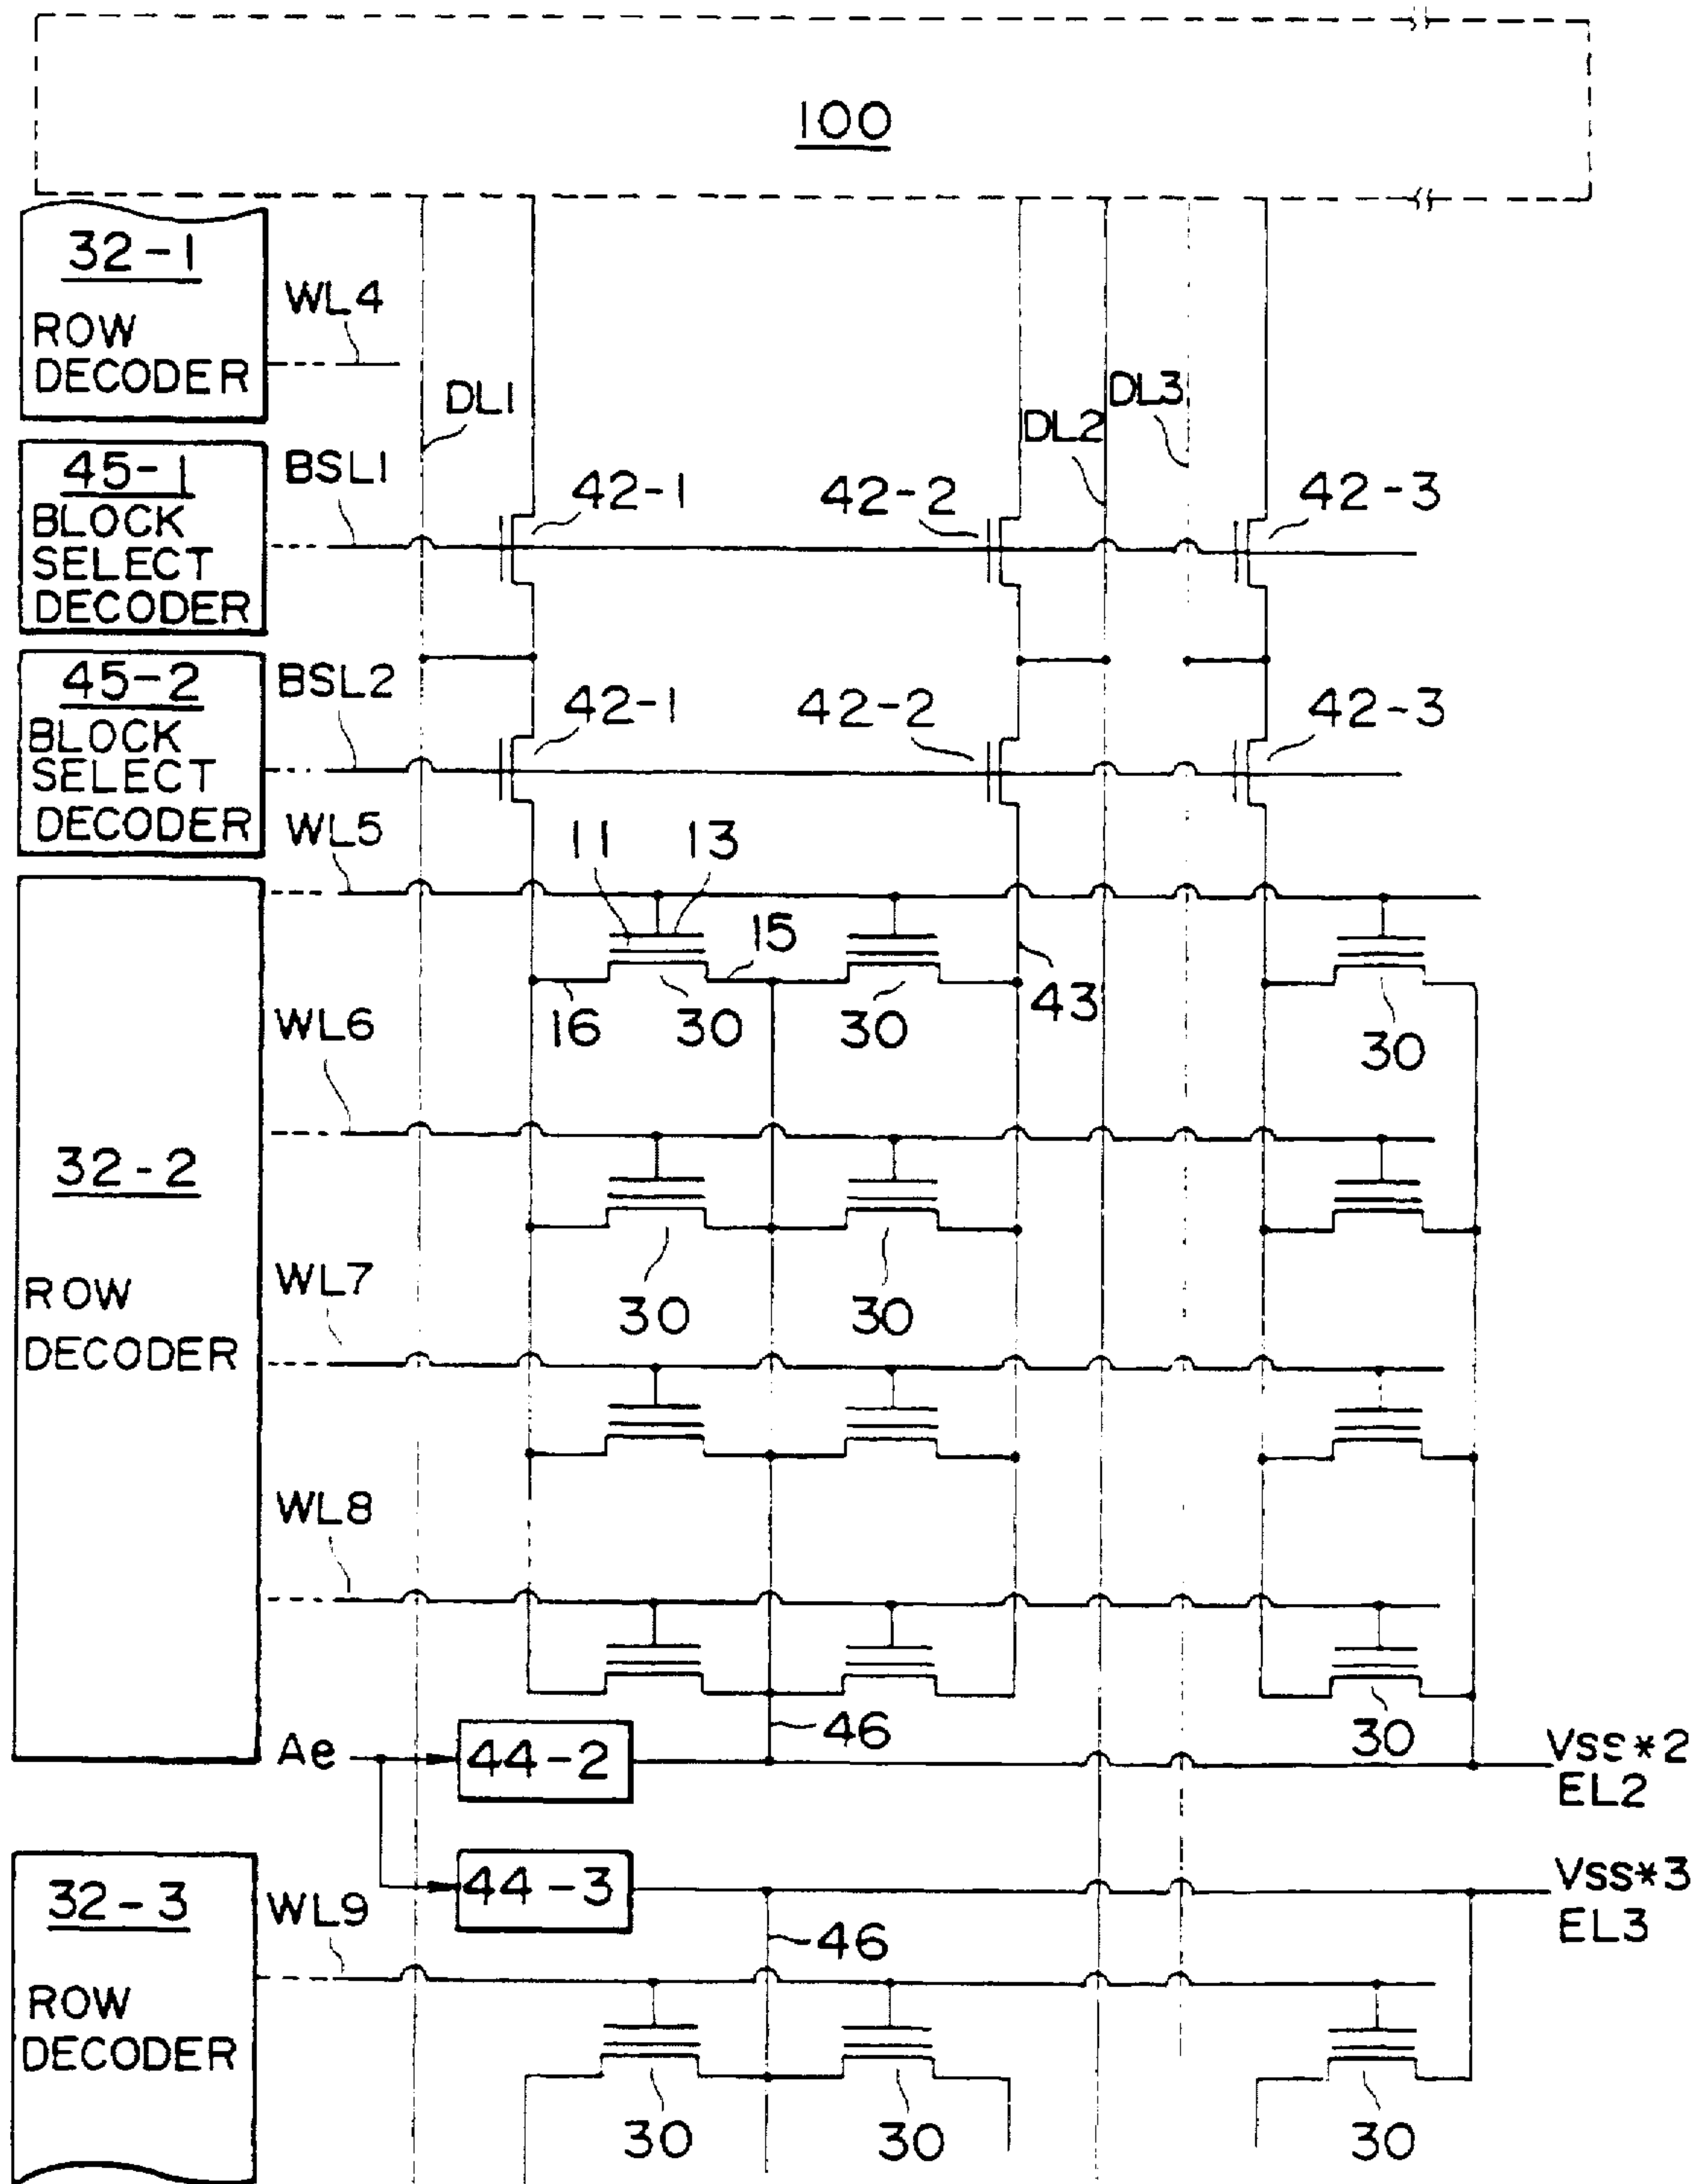 100
32-1
ROW
DECODER
WL4
DL1
DL2
DL3
45-1
BLOCK
SELECT
DECODER
BSL1
42-1
42-2
42-3
45-2
BLOCK
SELECT
DECODER
BSL2
42-1
42-2
42-3
WL5
11
13
15
16
30
30
43
30
32-2
ROW
DECODER
WL6
30
30
WL7
WL8
46
30
Ae
44-2
VSS*2
EL2
44-3
VSS*3
EL3
32-3
ROW
DECODER
WL9
46
30
30
30